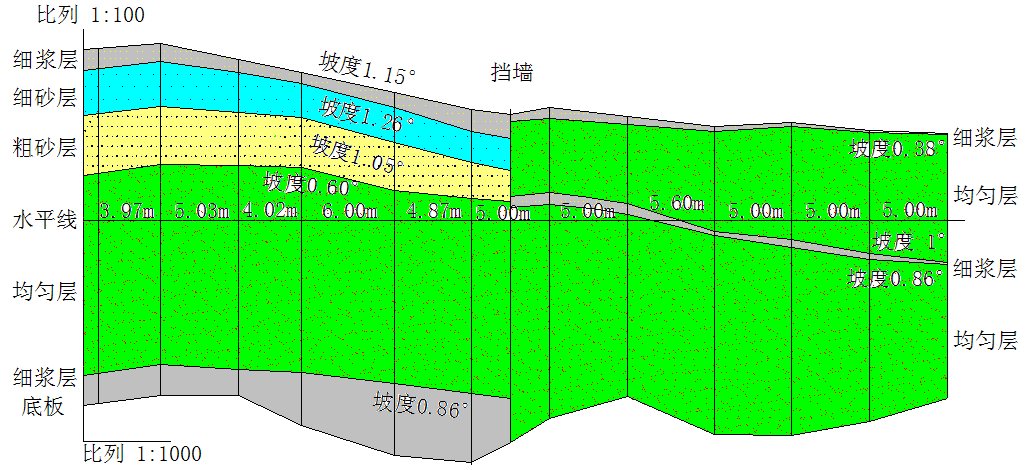 比列 1:100
细浆层
坡度1.15°
挡墙
细砂层
坡度1.26°
粗砂层
坡度1.05°
坡度0.38°
细浆层
坡度0.60°
均匀层
3.97m 5.03m 4.02m 6.00m 4.87m 5.00m 5.00m 5.60m 5.00m 5.00m 5.00m
水平线
坡度 1°
细浆层
坡度0.86°
均匀层
均匀层
细浆层
底板
坡度0.86°
比列 1:1000